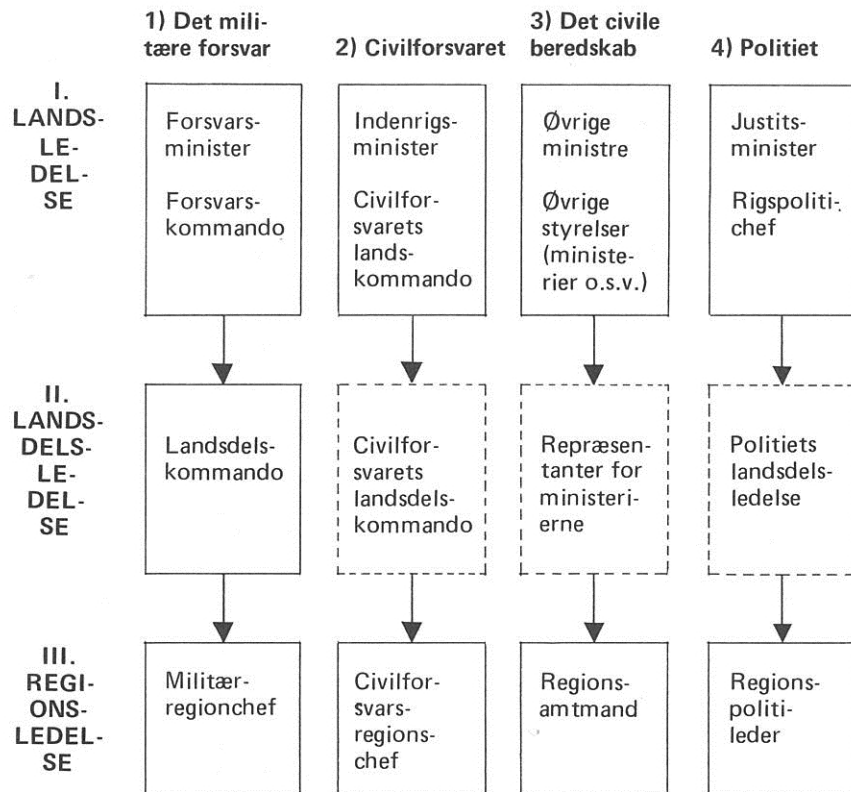 1) Det mili-
tære forsvar
2) Civilforsvaret
3) Det civile
beredskab
4) Politiet
I.
LANDS-
LE-
DEL-
SE
Forsvars-
minister
Forsvars-
kommando
Indenrigs-
minister
Civilfor-
svarets
lands-
kommando
Øvrige
ministre
Øvrige
styrelser
(ministe-
rier o.s.v.)
Justits-
minister
Rigspoliti-
chef
II.
LANDS-
DELS-
LE-
DEL-
SE
Landsdels-
kommando
Civilfor-
svarets
landsdels-
kommando
Repræsen-
tanter for
ministeri-
erne
Politiets
landsdels-
ledelse
III.
REGI-
ONS-
LEDEL-
SE
Militær-
regionchef
Civilfor-
svars-
regions-
chef
Regions-
amtmand
Regions-
politi-
leder